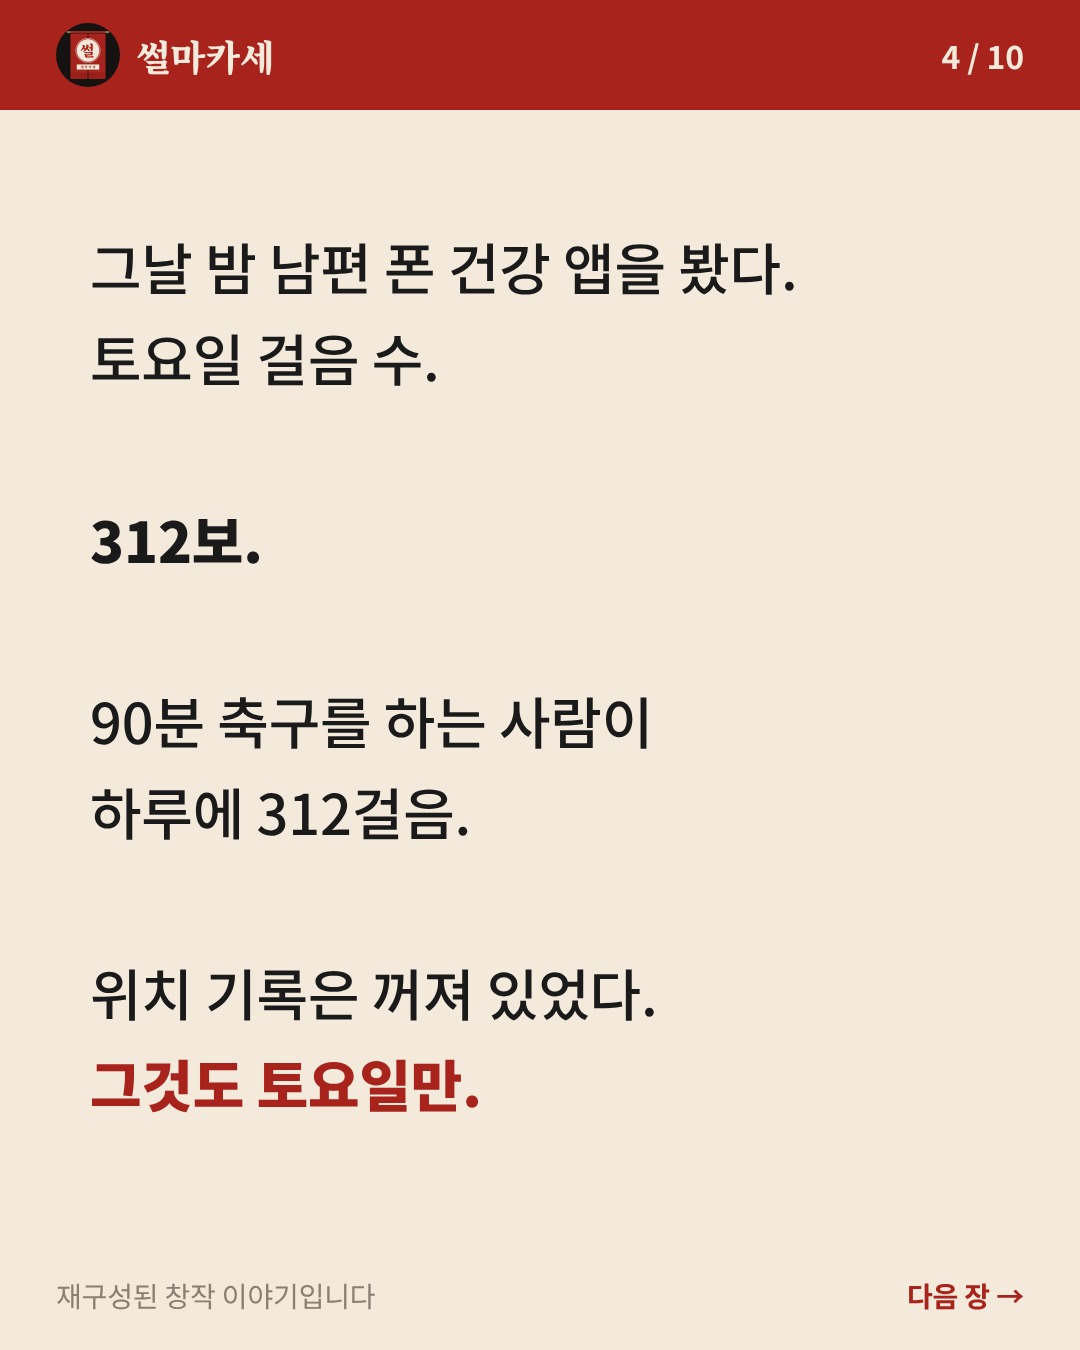 썰
썰마카세
4 / 10
그날 밤 남편 폰 건강 앱을 봤다.
토요일 걸음 수.
312보.
90분 축구를 하는 사람이
하루에 312걸음.
위치 기록은 꺼져 있었다.
그것도 토요일만.
재구성된 창작 이야기입니다
다음 장 →